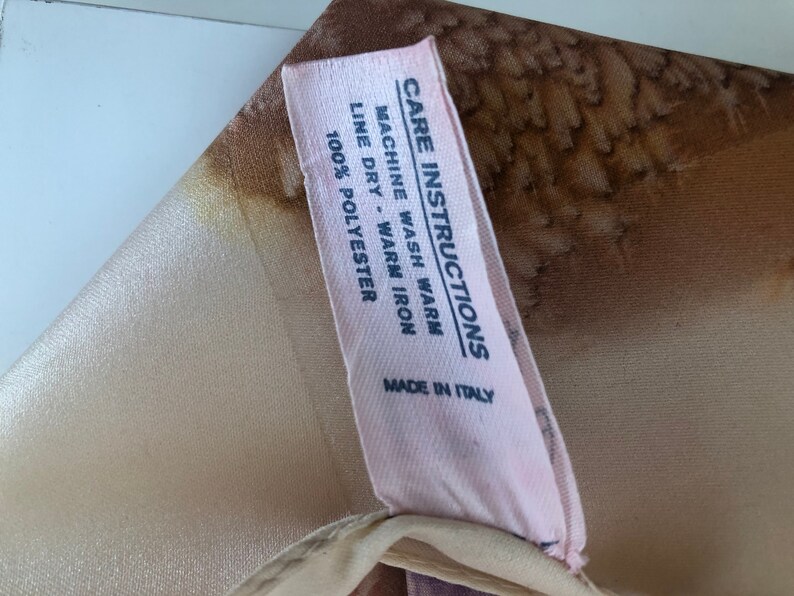 CARE INSTRUCTIONS
MACHINE WASH WARM
LINE DRY - WARM IRON
100% POLYESTER
MADE IN ITALY